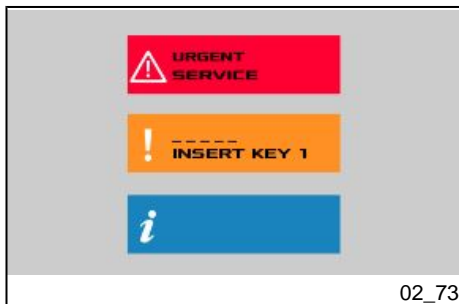 URGENT
SERVICE
-----
INSERT KEY 1
i
02_73